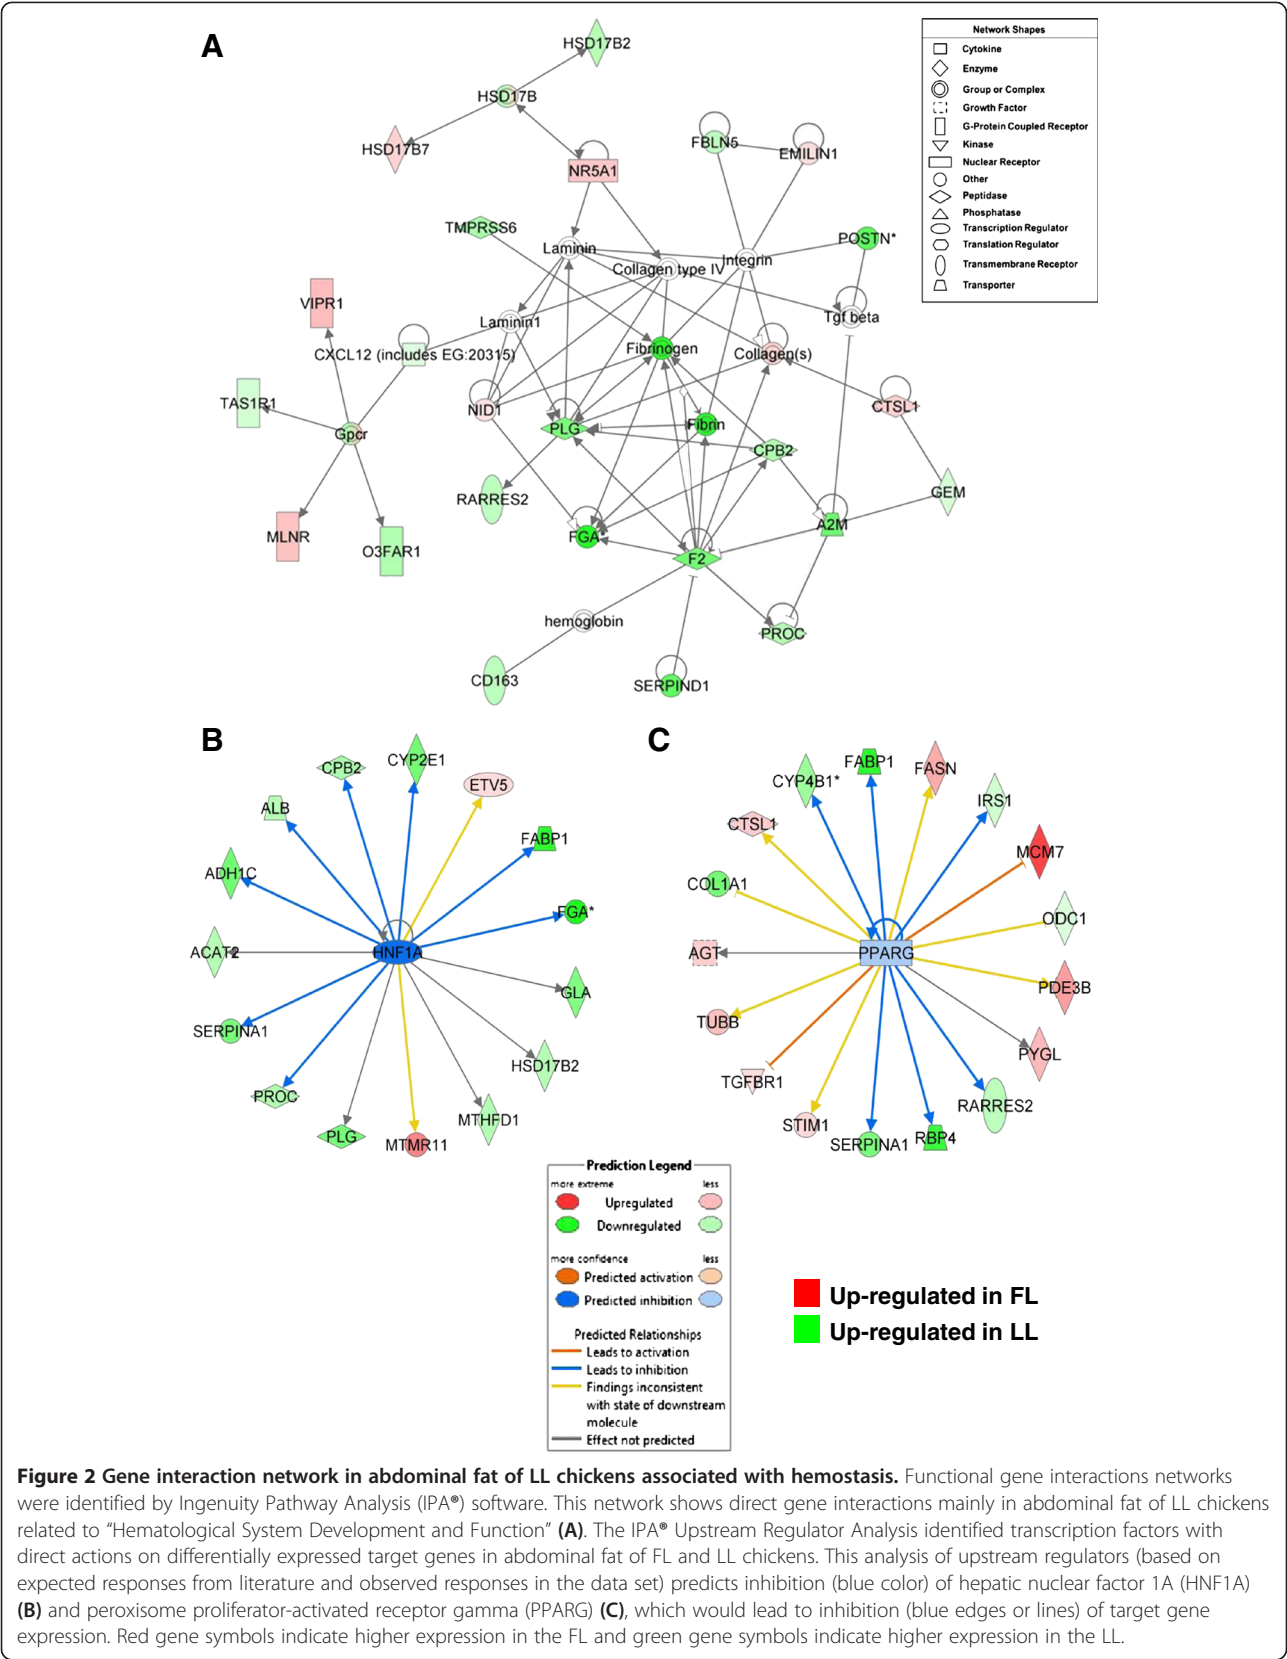 A
HSD17B2
HSD17B
HSD17B7
NR5A1
FBLN5
EMILIN1
TMPRSS6
POSTN*
Laminin
Collagen type IV
Integrin
VIPR1
Laminin1
Tgf beta
CXCL12 (includes EG:20315)
Fibrinogen
Collagen(s)
TAS1R1
NID1
CTSL1
Gpcr
PLG
Fibrin
CPB2
RARRES2
GEM
MLNR
O3FAR1
FGA*
A2M
F2
hemoglobin
PROC
CD163
SERPIND1
Network Shapes
Cytokine
Enzyme
Group or Complex
Growth Factor
G-Protein Coupled Receptor
Kinase
Nuclear Receptor
Other
Peptidase
Phosphatase
Transcription Regulator
Translation Regulator
Transmembrane Receptor
Transporter
B
CPB2
CYP2E1
ETV5
ALB
FABP1
ADH1C
FGA*
ACAT2
HNF1A
GLA
SERPINA1
HSD17B2
PROC
MTHFD1
PLG
MTMR11
C
CYP4B1*
FABP1
FASN
IRS1
CTSL1
MCM7
COL1A1
ODC1
AGT
PPARG
PDE3B
TUBB
PYGL
TGFBR1
RARRES2
STIM1
SERPINA1
RBP4
Prediction Legend
more extreme less
Upregulated
Downregulated
more confidence less
Predicted activation
Predicted inhibition
Predicted Relationships
Leads to activation
Leads to inhibition
Findings inconsistent
with state of downstream
molecule
Effect not predicted
Up-regulated in FL
Up-regulated in LL
Figure 2 Gene interaction network in abdominal fat of LL chickens associated with hemostasis. Functional gene interactions networks
were identified by Ingenuity Pathway Analysis (IPA®) software. This network shows direct gene interactions mainly in abdominal fat of LL chickens
related to “Hematological System Development and Function” (A). The IPA® Upstream Regulator Analysis identified transcription factors with
direct actions on differentially expressed target genes in abdominal fat of FL and LL chickens. This analysis of upstream regulators (based on
expected responses from literature and observed responses in the data set) predicts inhibition (blue color) of hepatic nuclear factor 1A (HNF1A)
(B) and peroxisome proliferator-activated receptor gamma (PPARG) (C), which would lead to inhibition (blue edges or lines) of target gene
expression. Red gene symbols indicate higher expression in the FL and green gene symbols indicate higher expression in the LL.